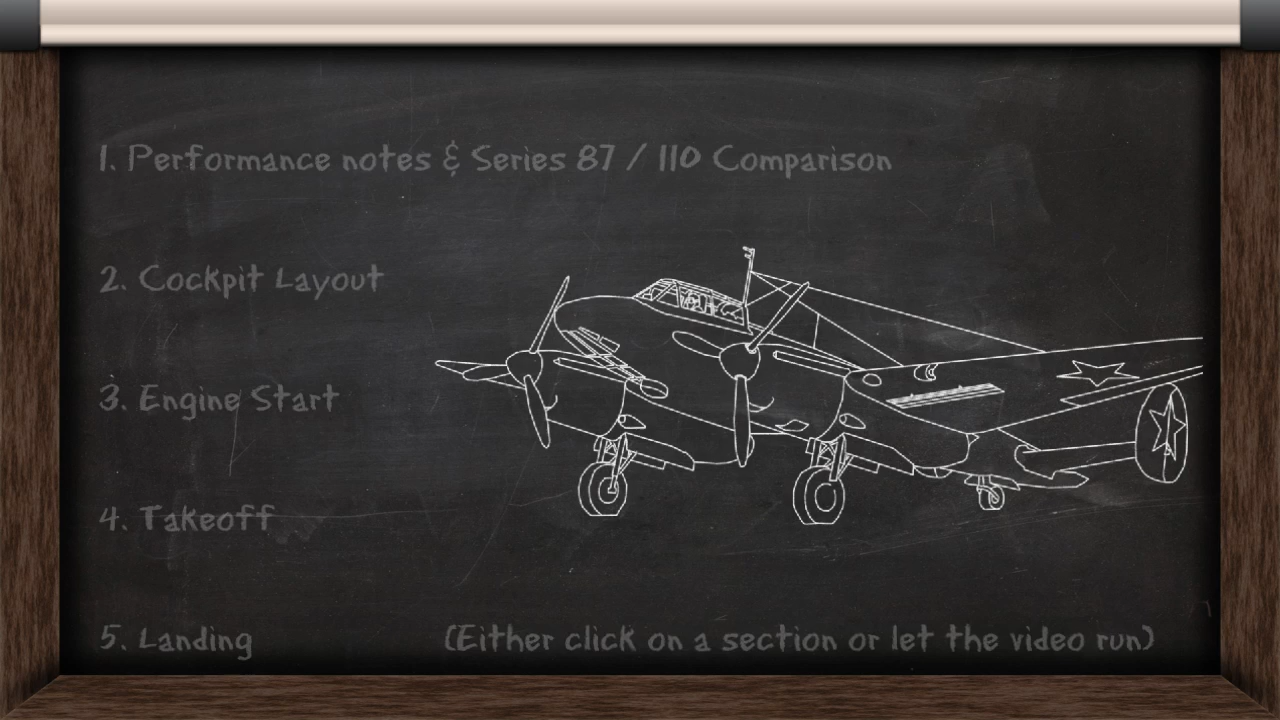 1. Performance notes & Series 87 / 110 Comparison
2. Cockpit Layout
3. Engine Start
4. Takeoff
5. Landing
(Either click on a section or let the video run)